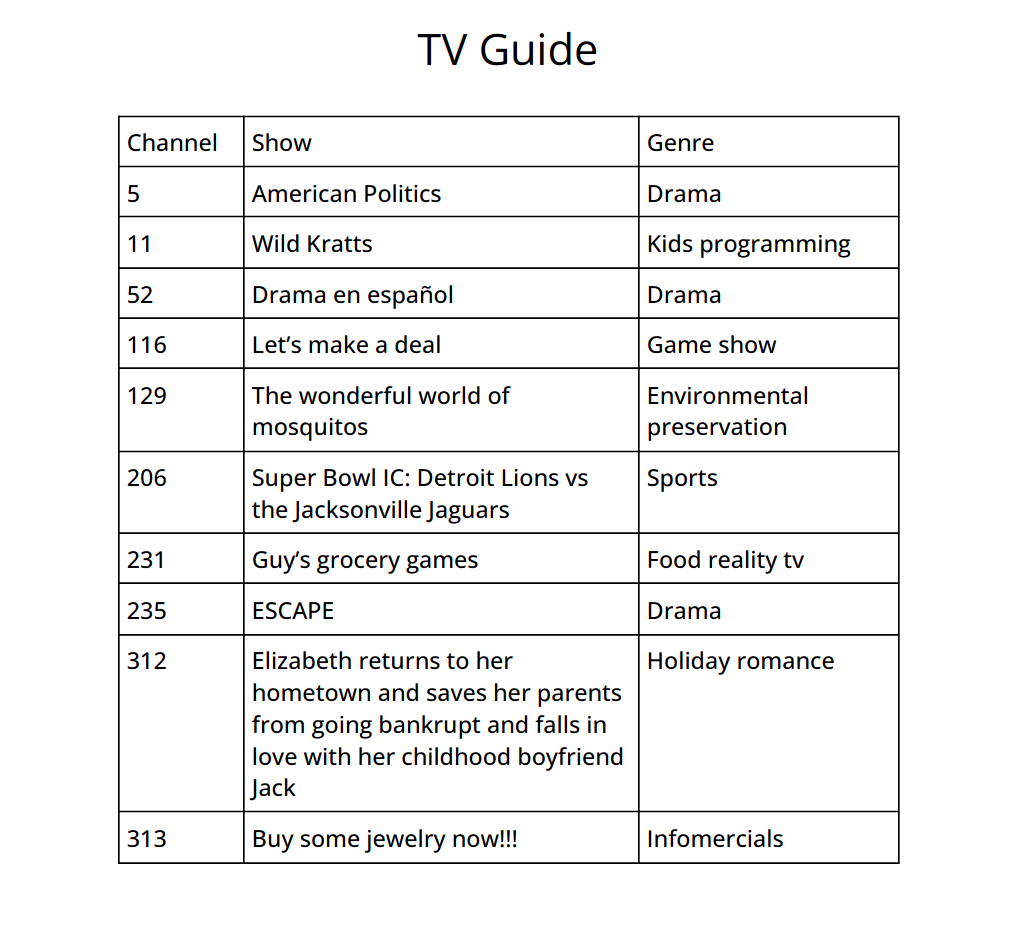 TV Guide
Channel Show Genre
5 American Politics Drama
11 Wild Kratts Kids programming
52 Drama en español Drama
116 Let’s make a deal Game show
129 The wonderful world of Environmental
mosquitos preservation
206 Super Bowl IC: Detroit Lions vs Sports
the Jacksonville Jaguars
231 Guy’s grocery games Food reality tv
235 ESCAPE Drama
312 Elizabeth returns to her Holiday romance
hometown and saves her parents
from going bankrupt and falls in
love with her childhood boyfriend
Jack
313 Buy some jewelry now!!! Infomercials